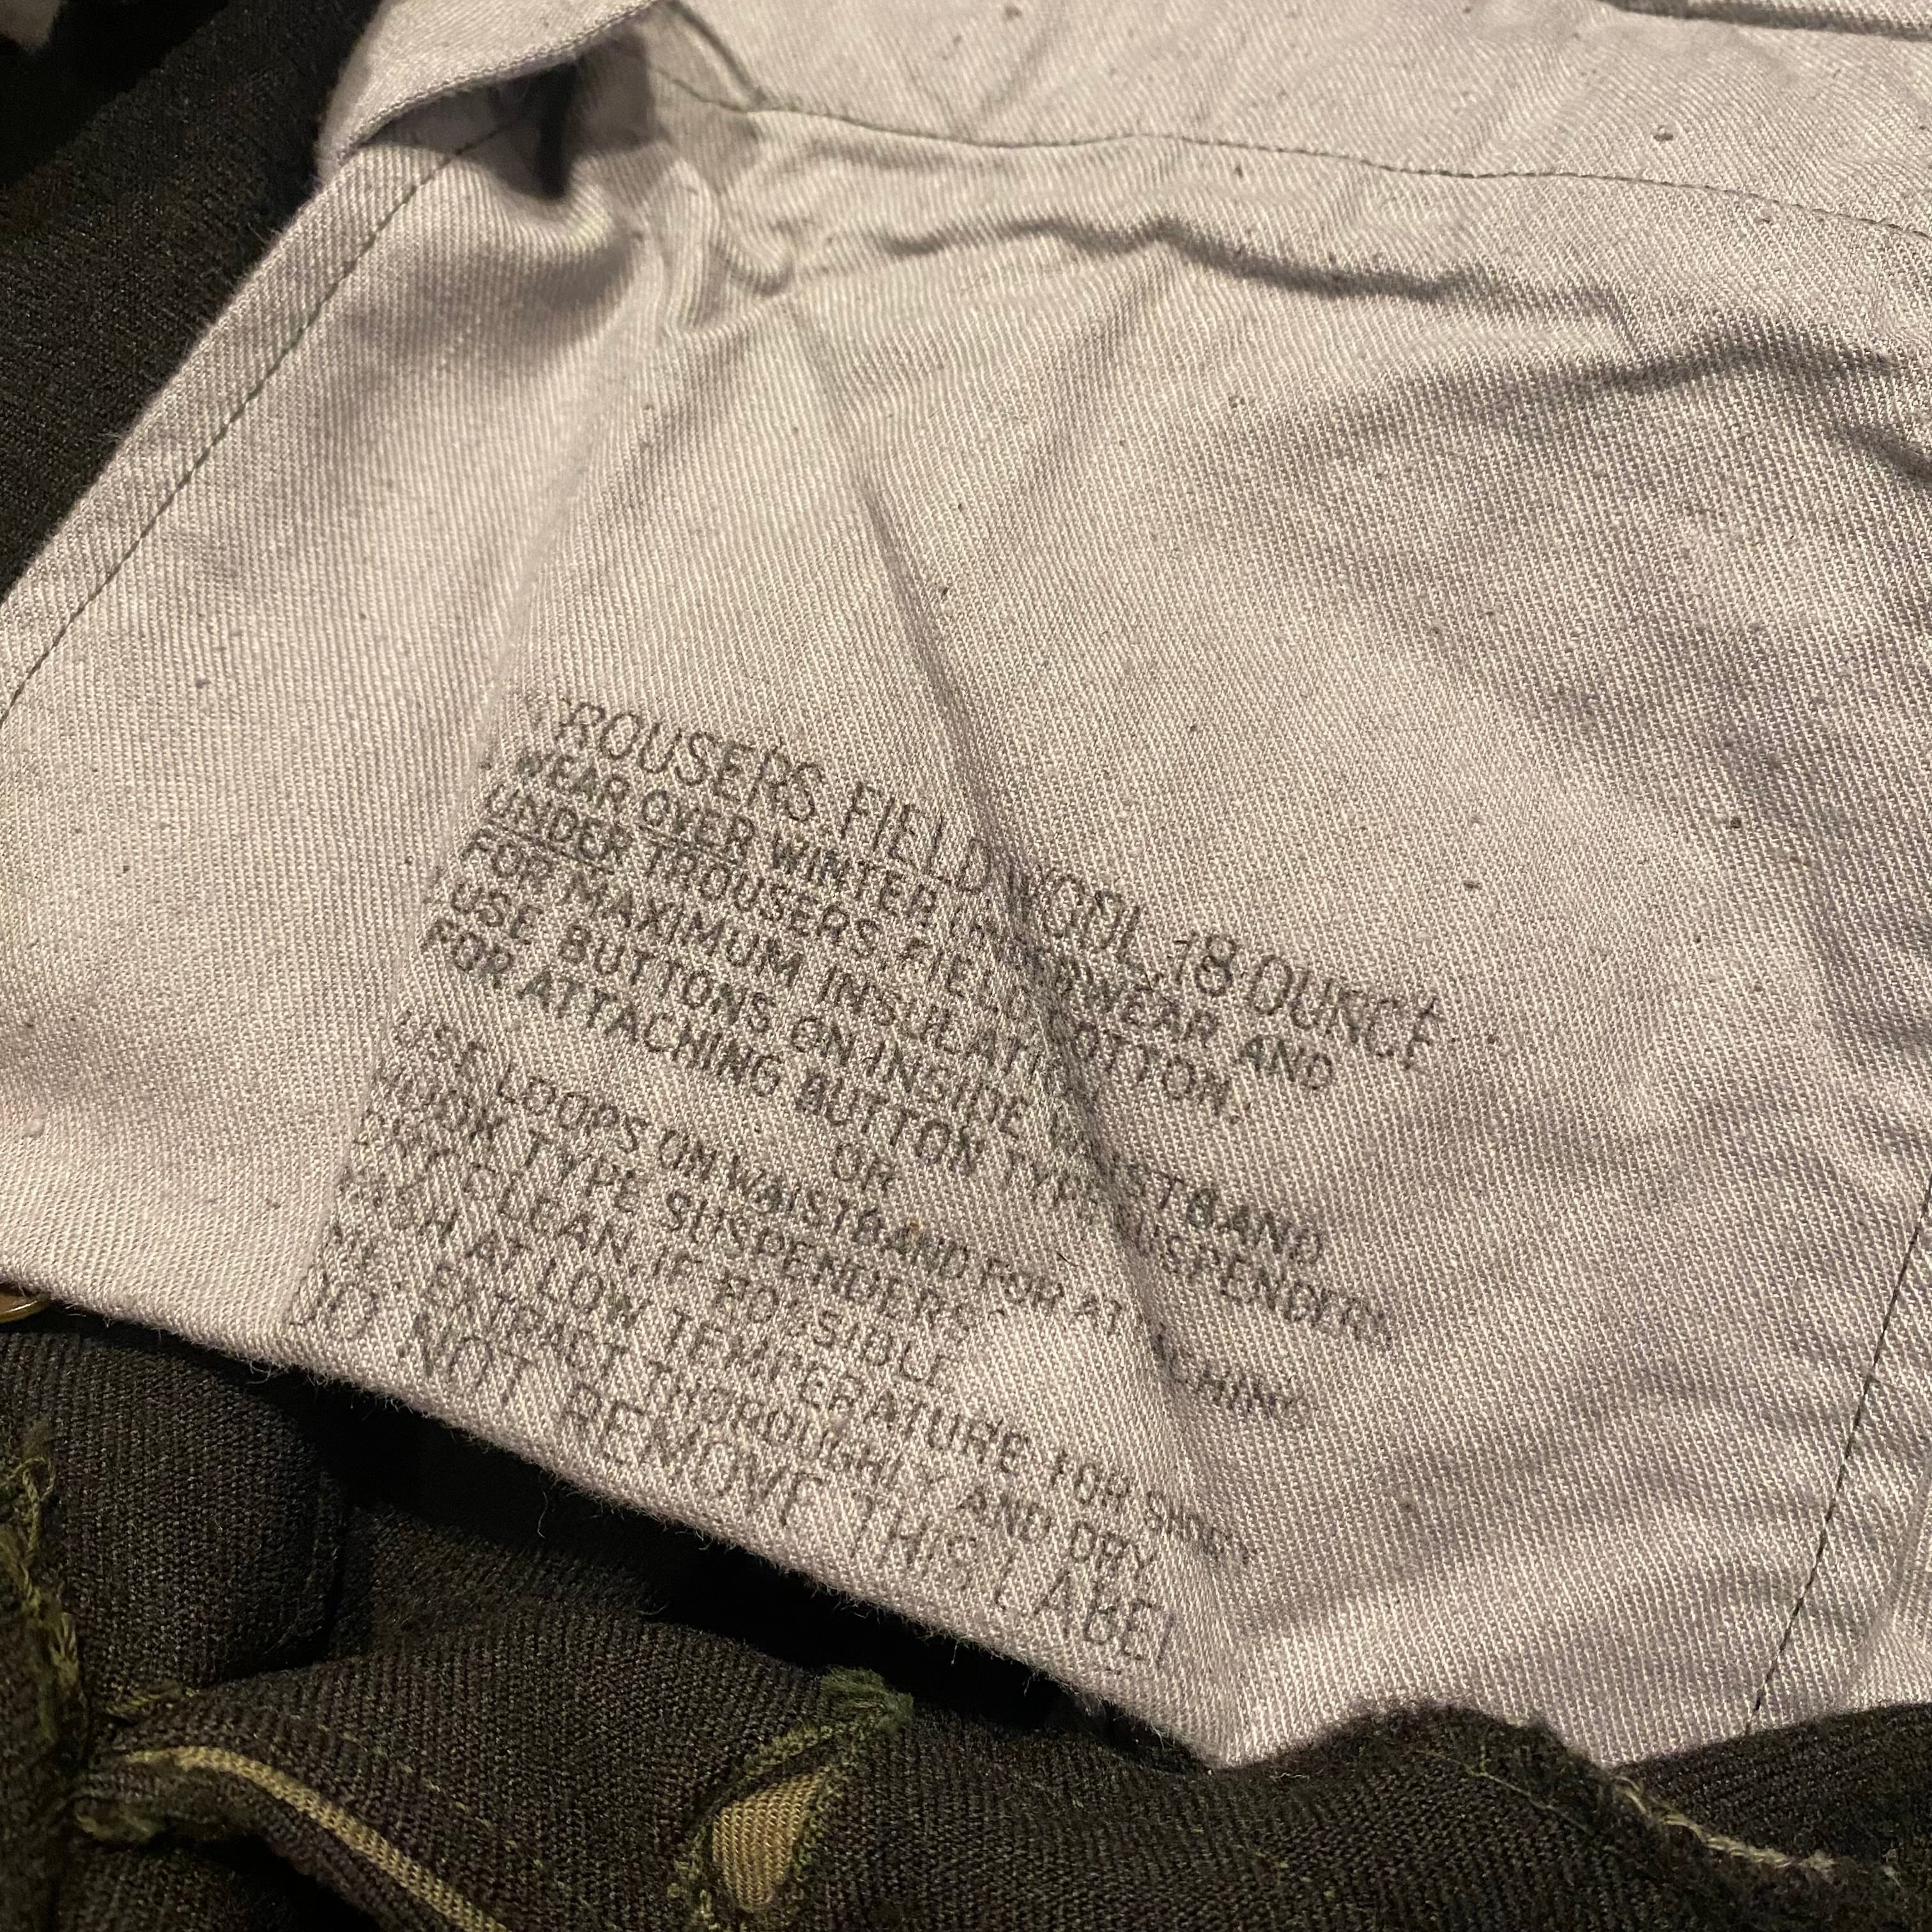 TROUSERS, FIELD, WOOL, 18 OUNCE
WEAR OVER WINTER UNDERWEAR AND
UNDER TROUSERS, FIELD, COTTON,
FOR MAXIMUM INSULATION
USE BUTTONS ON INSIDE WAISTBAND
FOR ATTACHING BUTTON TYPE SUSPENDERS
OR
USE LOOPS ON WAISTBAND FOR ATTACHING
HOOK TYPE SUSPENDERS
DRY CLEAN IF POSSIBLE.
WASH AT LOW TEMPERATURE FOR SHORT
EXTRACT THOROUGHLY AND DRY
DO NOT REMOVE THIS LABEL